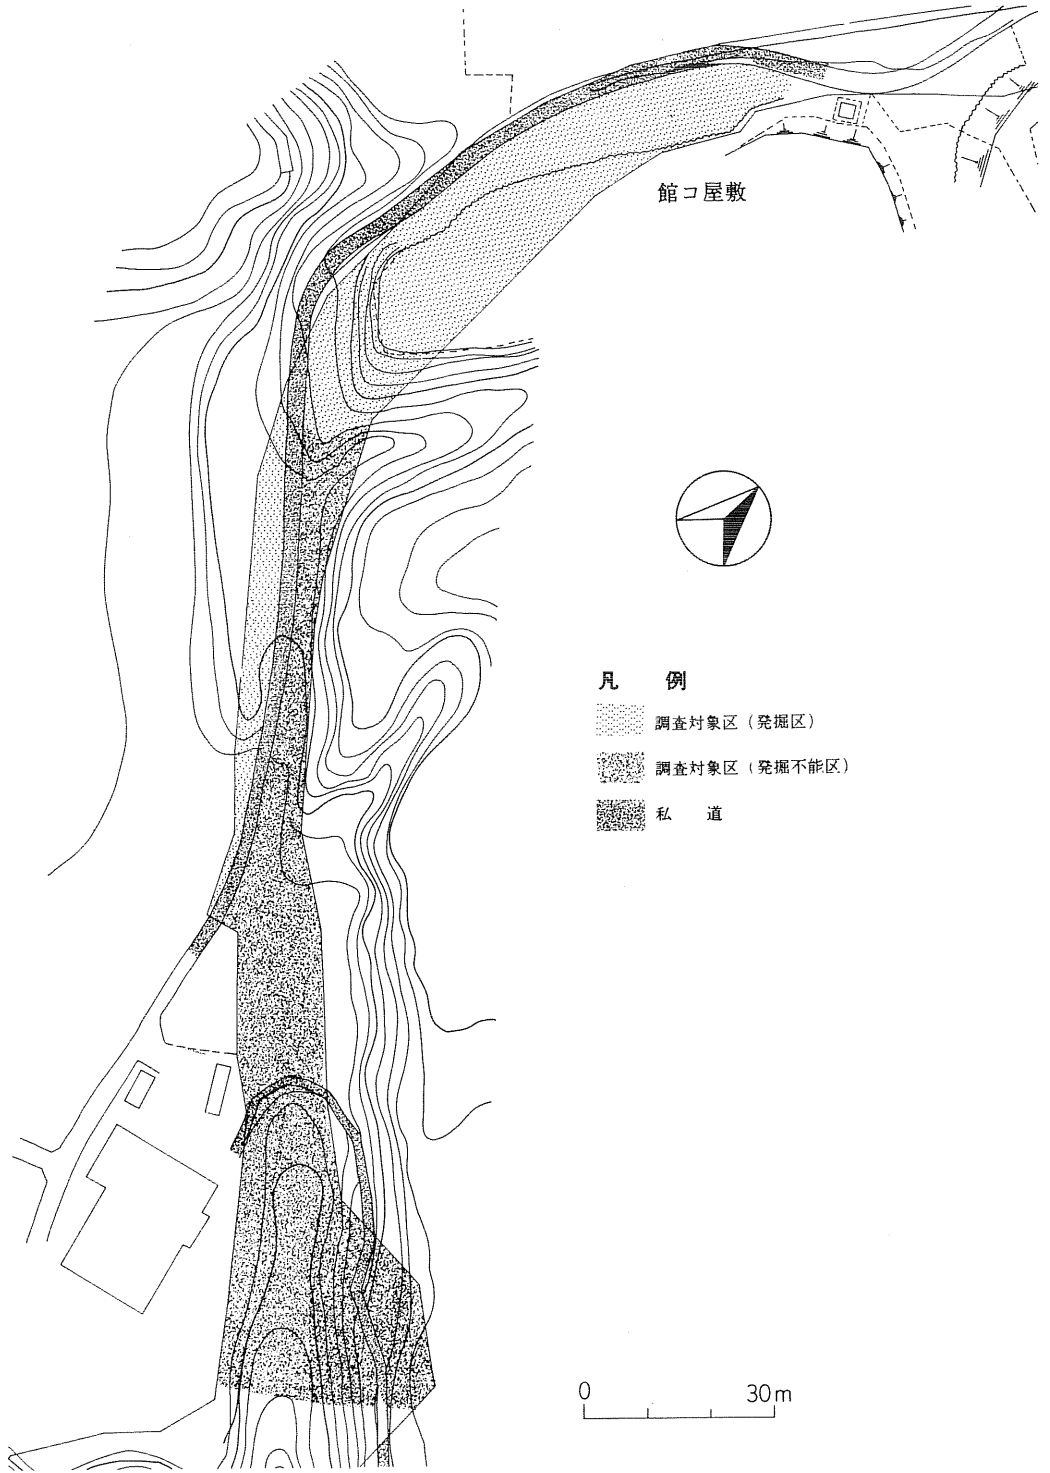 館コ屋敷
凡　例
調査対象区（発掘区）
調査対象区（発掘不能区）
私　道
0 30m